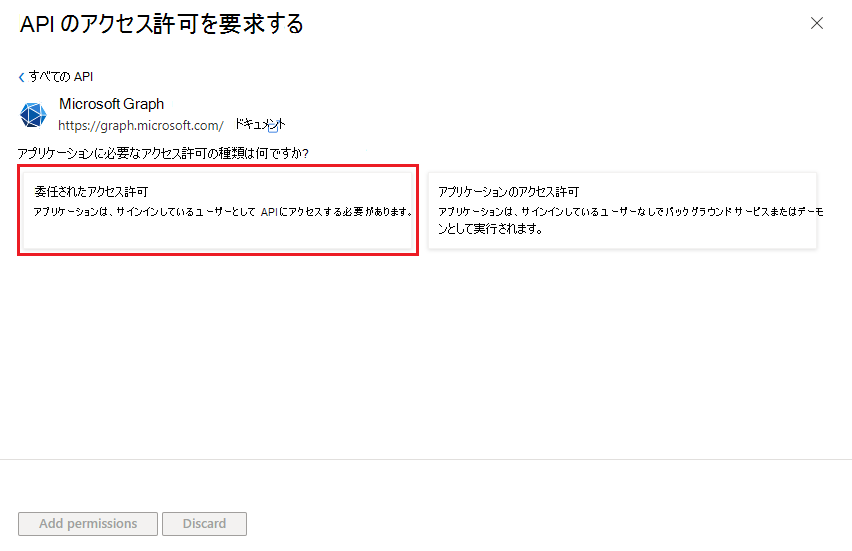 API のアクセス許可を要求する
すべての API
Microsoft Graph
https://graph.microsoft.com/ ドキュメント
アプリケーションに必要なアクセス許可の種類は何ですか?
委任されたアクセス許可
アプリケーションは、サインインしているユーザーとして API にアクセスする必要があります。
アプリケーションのアクセス許可
アプリケーションは、サインインしているユーザーなしでバックグラウンド サービスまたはデーモ
ンとして実行されます。
Add permissions
Discard